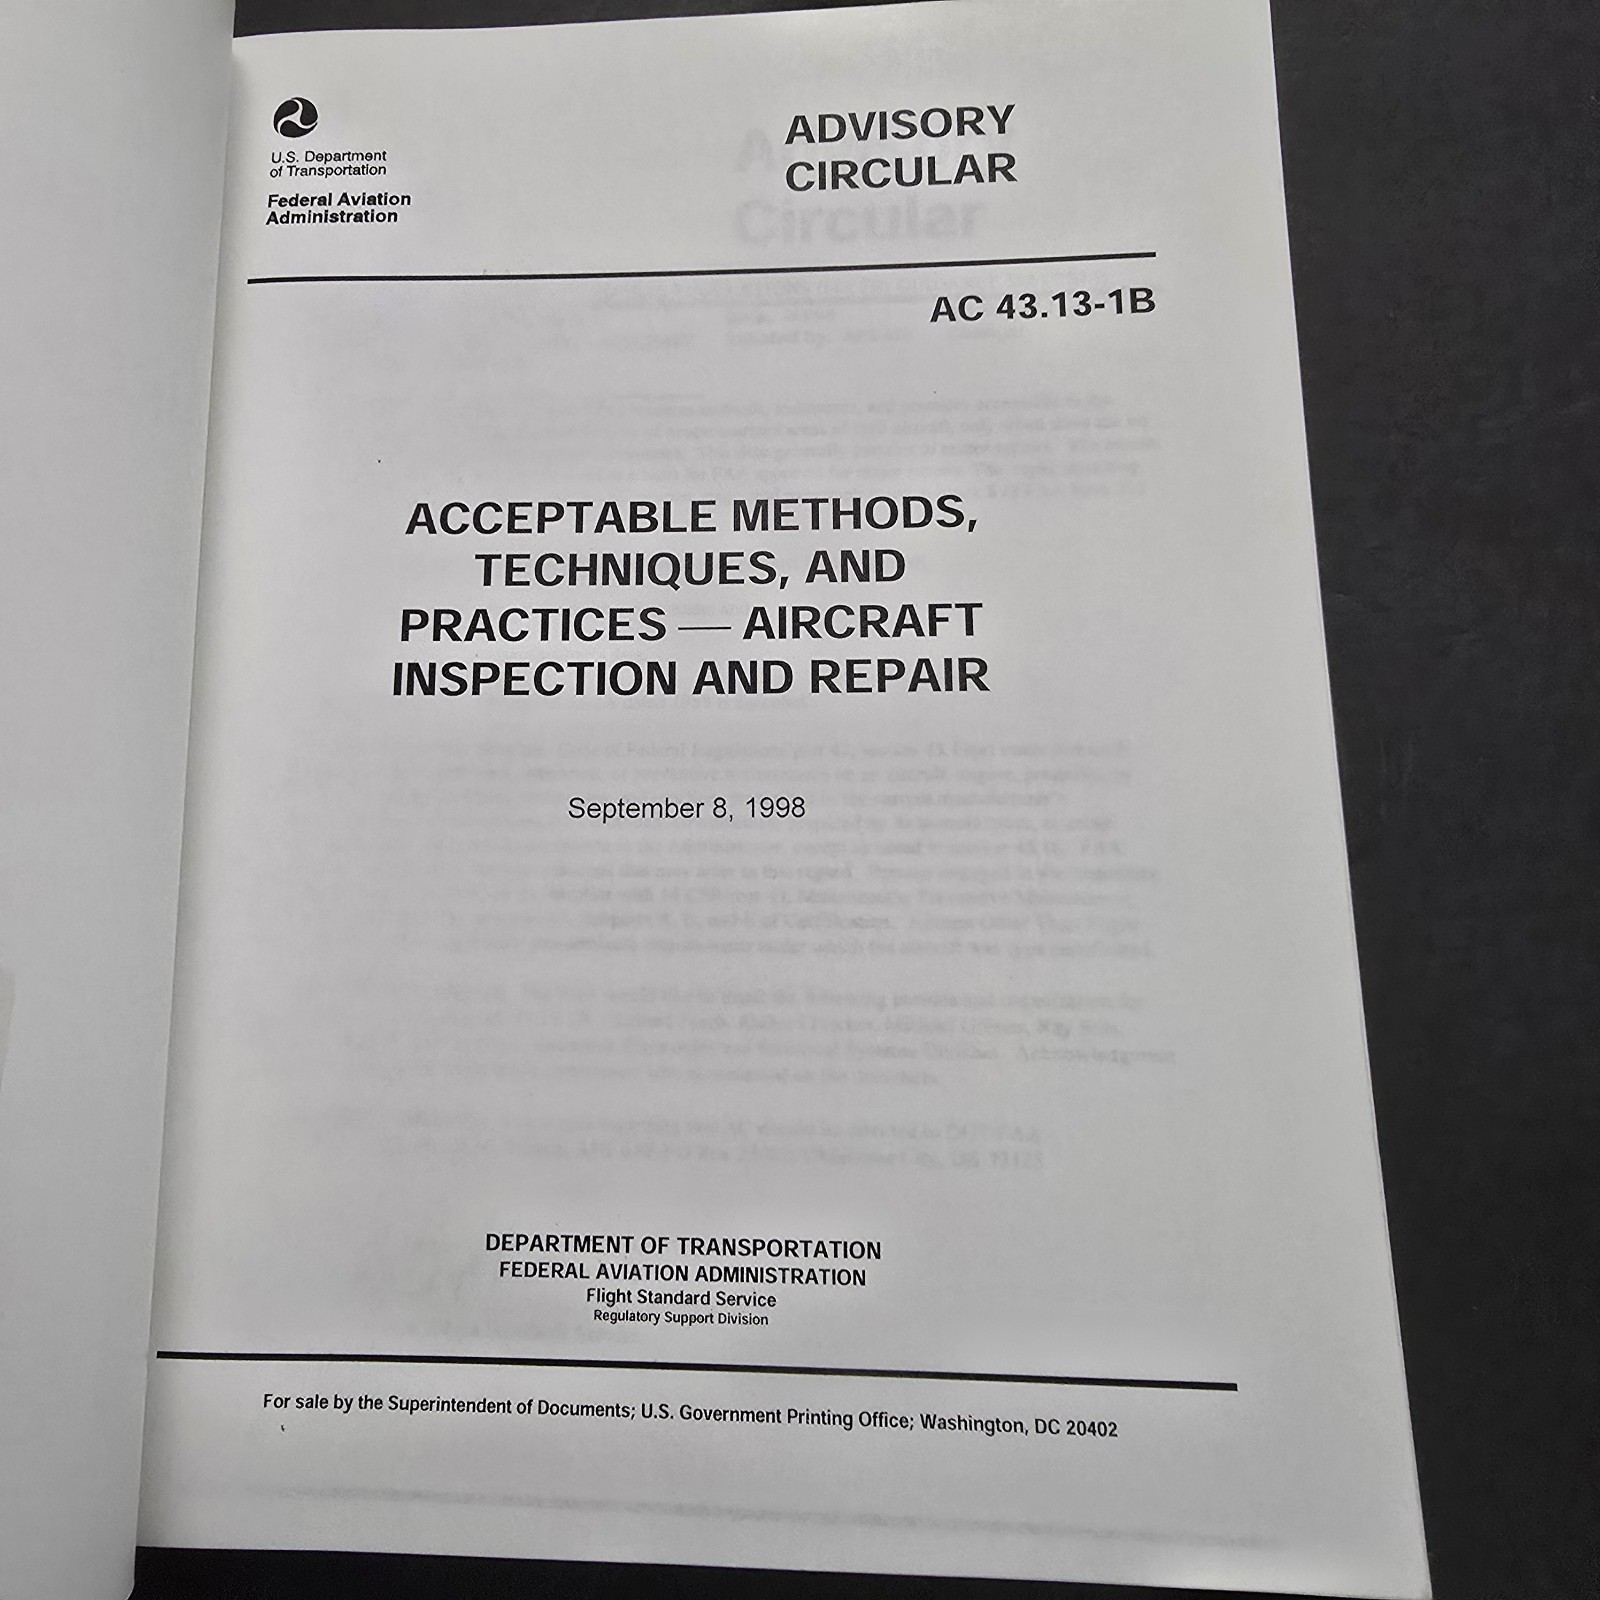 U.S. Department
of Transportation
Federal Aviation
Administration
ADVISORY
CIRCULAR
AC 43.13-1B
ACCEPTABLE METHODS,
TECHNIQUES, AND
PRACTICES — AIRCRAFT
INSPECTION AND REPAIR
September 8, 1998
DEPARTMENT OF TRANSPORTATION
FEDERAL AVIATION ADMINISTRATION
Flight Standard Service
Regulatory Support Division
For sale by the Superintendent of Documents; U.S. Government Printing Office; Washington, DC 20402